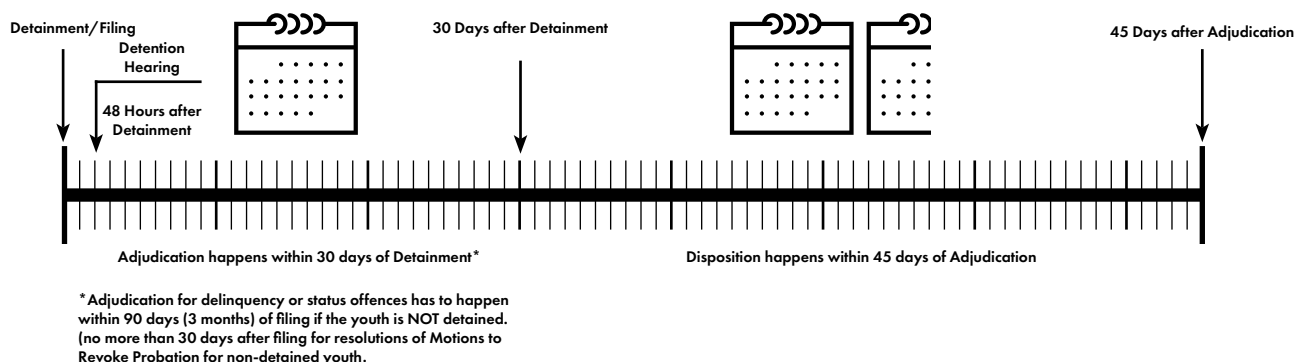 Detainment/Filing
Detention
Hearing
48 Hours after
Detainment
30 Days after Detainment
45 Days after Adjudication
Adjudication happens within 30 days of Detainment*
Disposition happens within 45 days of Adjudication
*Adjudication for delinquency or status offences has to happen
within 90 days (3 months) of filing if the youth is NOT detained.
(no more than 30 days after filing for resolutions of Motions to
Revoke Probation for non-detained youth.